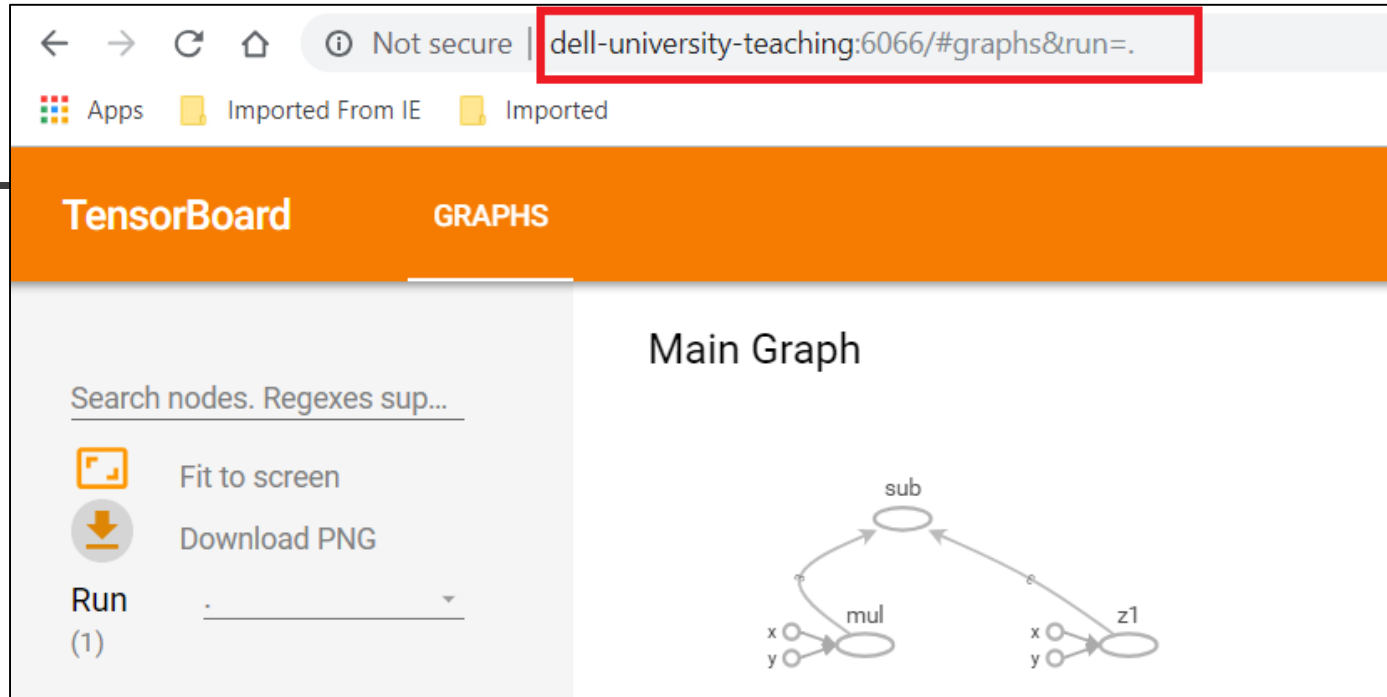 Not secure | dell-university-teaching:6066/#graphs&run=.
Apps Imported From IE Imported
TensorBoard GRAPHS
Main Graph
Search nodes. Regexes sup...
Fit to screen
Download PNG
Run .
(1)
sub
mul
x
y
z1
x
y